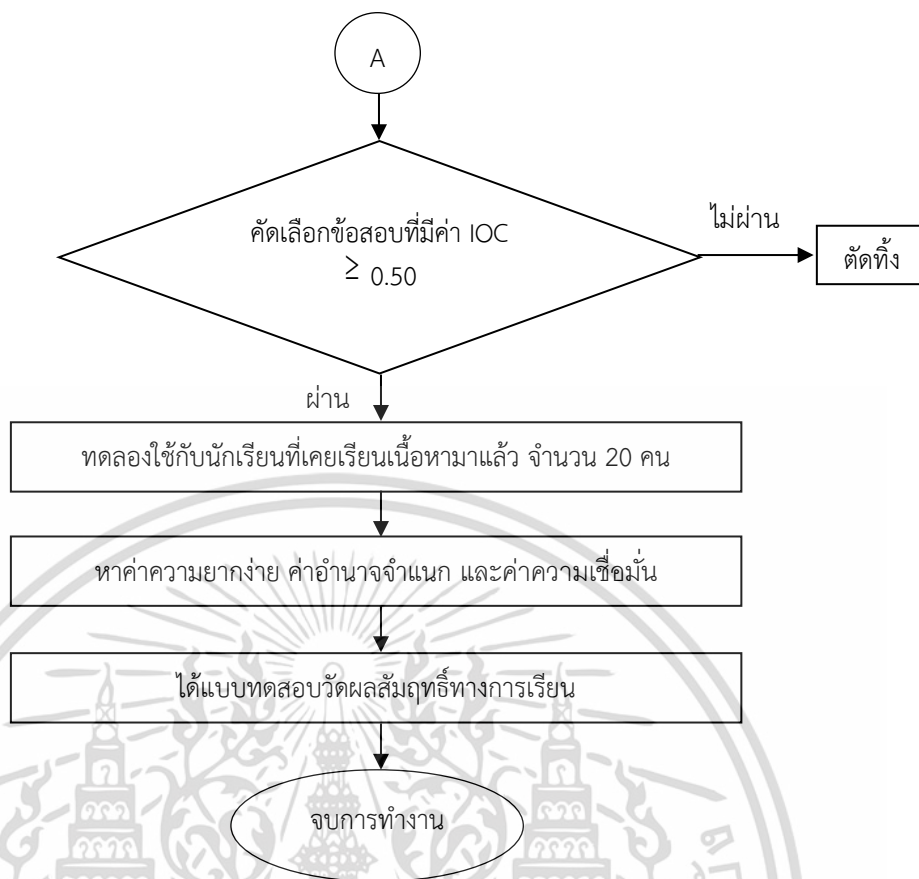 A
คัดเลือกข้อสอบที่มีค่า IOC
≥ 0.50
ไม่ผ่าน
ตัดทิ้ง
ผ่าน
ทดลองใช้กับนักเรียนที่เคยเรียนเนื้อหามาแล้ว จำนวน 20 คน
หาค่าความยากง่าย ค่าอำนาจจำแนก และค่าความเชื่อมั่น
ได้แบบทดสอบวัดผลสัมฤทธิ์ทางการเรียน
จบการทำงาน